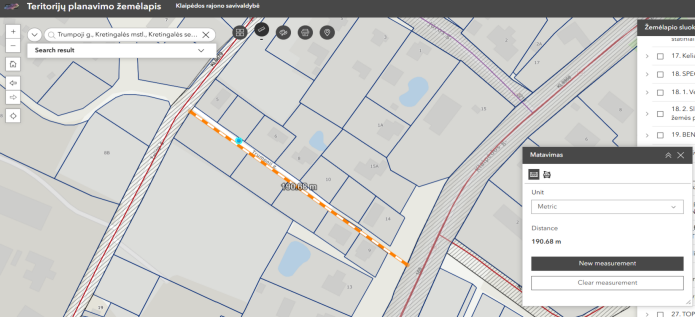 Teritorijų planavimo žemėlapis Klaipėdos rajono savivaldybė
Trumpoji g., Kretingalės mstl., Kretingalės se...
Search result
Žemėlapio sluok
17. Keliu
18. SPEC
18. 1. Ve
18. 2. Sl
žemės p
19. BEN
Matavimas
Unit
Metric
Distance
190.68 m
New measurement
Clear measurement
190.68 m
27. TOP